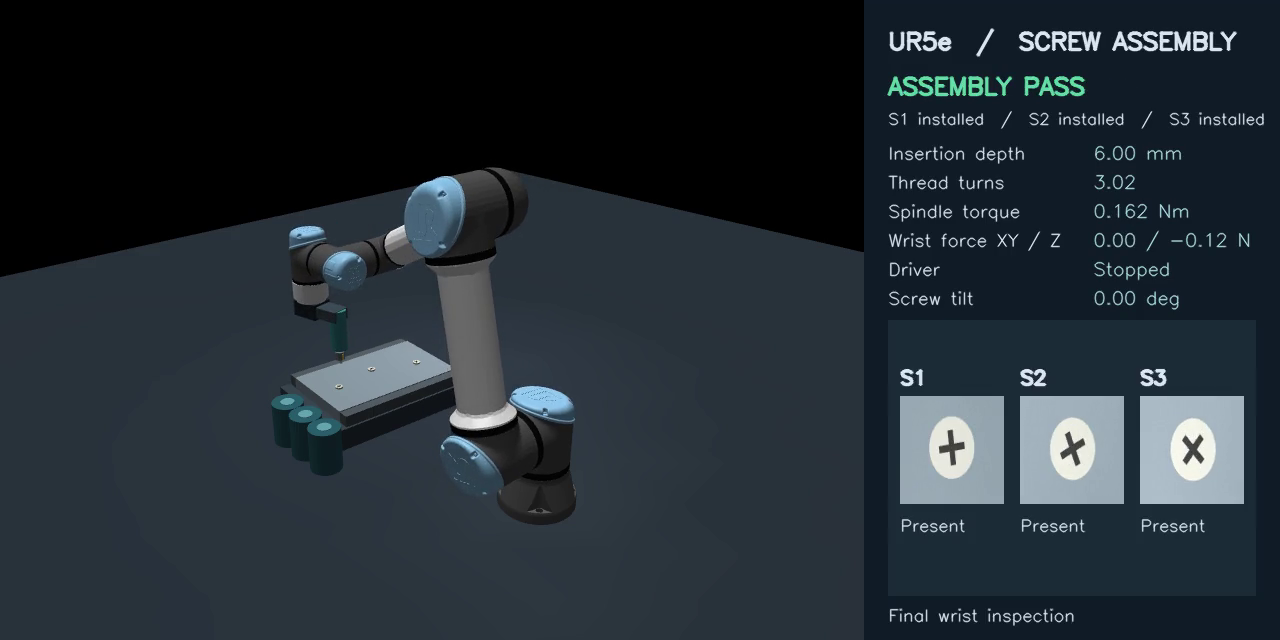 UR5e / SCREW ASSEMBLY
ASSEMBLY PASS
S1 installed / S2 installed / S3 installed
Insertion depth 6.00 mm
Thread turns 3.02
Spindle torque 0.162 Nm
Wrist force XY / Z 0.00 / −0.12 N
Driver Stopped
Screw tilt 0.00 deg
S1 S2 S3
Present Present Present
Final wrist inspection